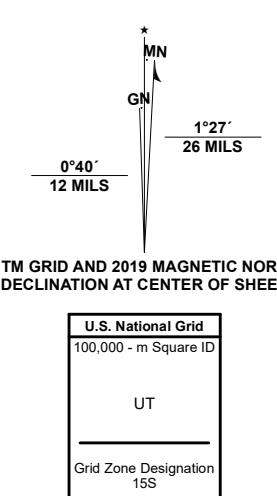 MN
GN
1°27´
26 MILS
0°40´
12 MILS
TM GRID AND 2019 MAGNETIC NOR
DECLINATION AT CENTER OF SHEE
U.S. National Grid
100,000 - m Square ID
UT
Grid Zone Designation
15S